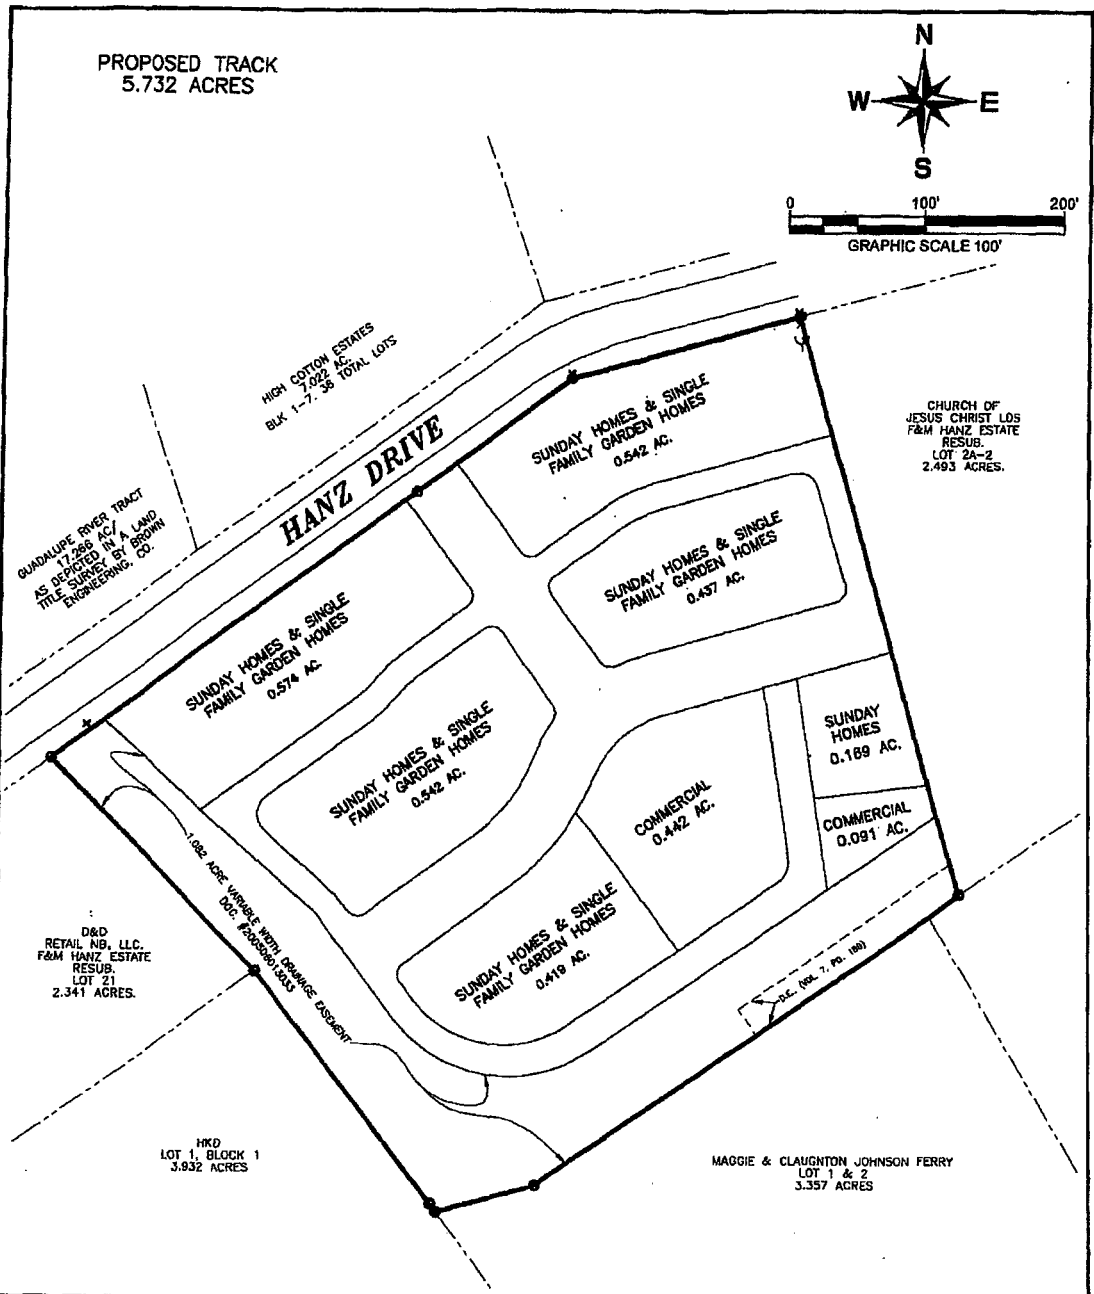 PROPOSED TRACK
5.732 ACRES
N
W
E
S
0
100'
200'
GRAPHIC SCALE 100'
HIGH COTTON ESTATES
7.022 AC.
BLK 1-7, 36 TOTAL LOTS
HANZ DRIVE
GUADALUPE RIVER TRACT
17.266 AC/
AS DEPICTED IN A LAND
TITLE SURVEY BY BROWN
ENGINEERING, CO.
SUNDAY HOMES & SINGLE
FAMILY GARDEN HOMES
0.542 AC.
CHURCH OF
JESUS CHRIST LDS
F&M HANZ ESTATE
RESUB.
LOT 2A-2
2.493 ACRES.
SUNDAY HOMES & SINGLE
FAMILY GARDEN HOMES
0.437 AC.
SUNDAY HOMES & SINGLE
FAMILY GARDEN HOMES
0.574 AC.
SUNDAY HOMES & SINGLE
FAMILY GARDEN HOMES
0.542 AC.
SUNDAY
HOMES
0.169 AC.
COMMERCIAL
0.442 AC.
COMMERCIAL
0.091 AC.
1.082 ACRE VARIABLE WIDTH DRAINAGE EASEMENT
DOC. #200506013033
SUNDAY HOMES & SINGLE
FAMILY GARDEN HOMES
0.419 AC.
D.E. (VOL. 7, PG. 180)
D&D
RETAIL NB, LLC.
F&M HANZ ESTATE
RESUB.
LOT 21
2.341 ACRES.
HKD
LOT 1, BLOCK 1
3.932 ACRES
MAGGIE & CLAUGNTON JOHNSON FERRY
LOT 1 & 2
3.357 ACRES